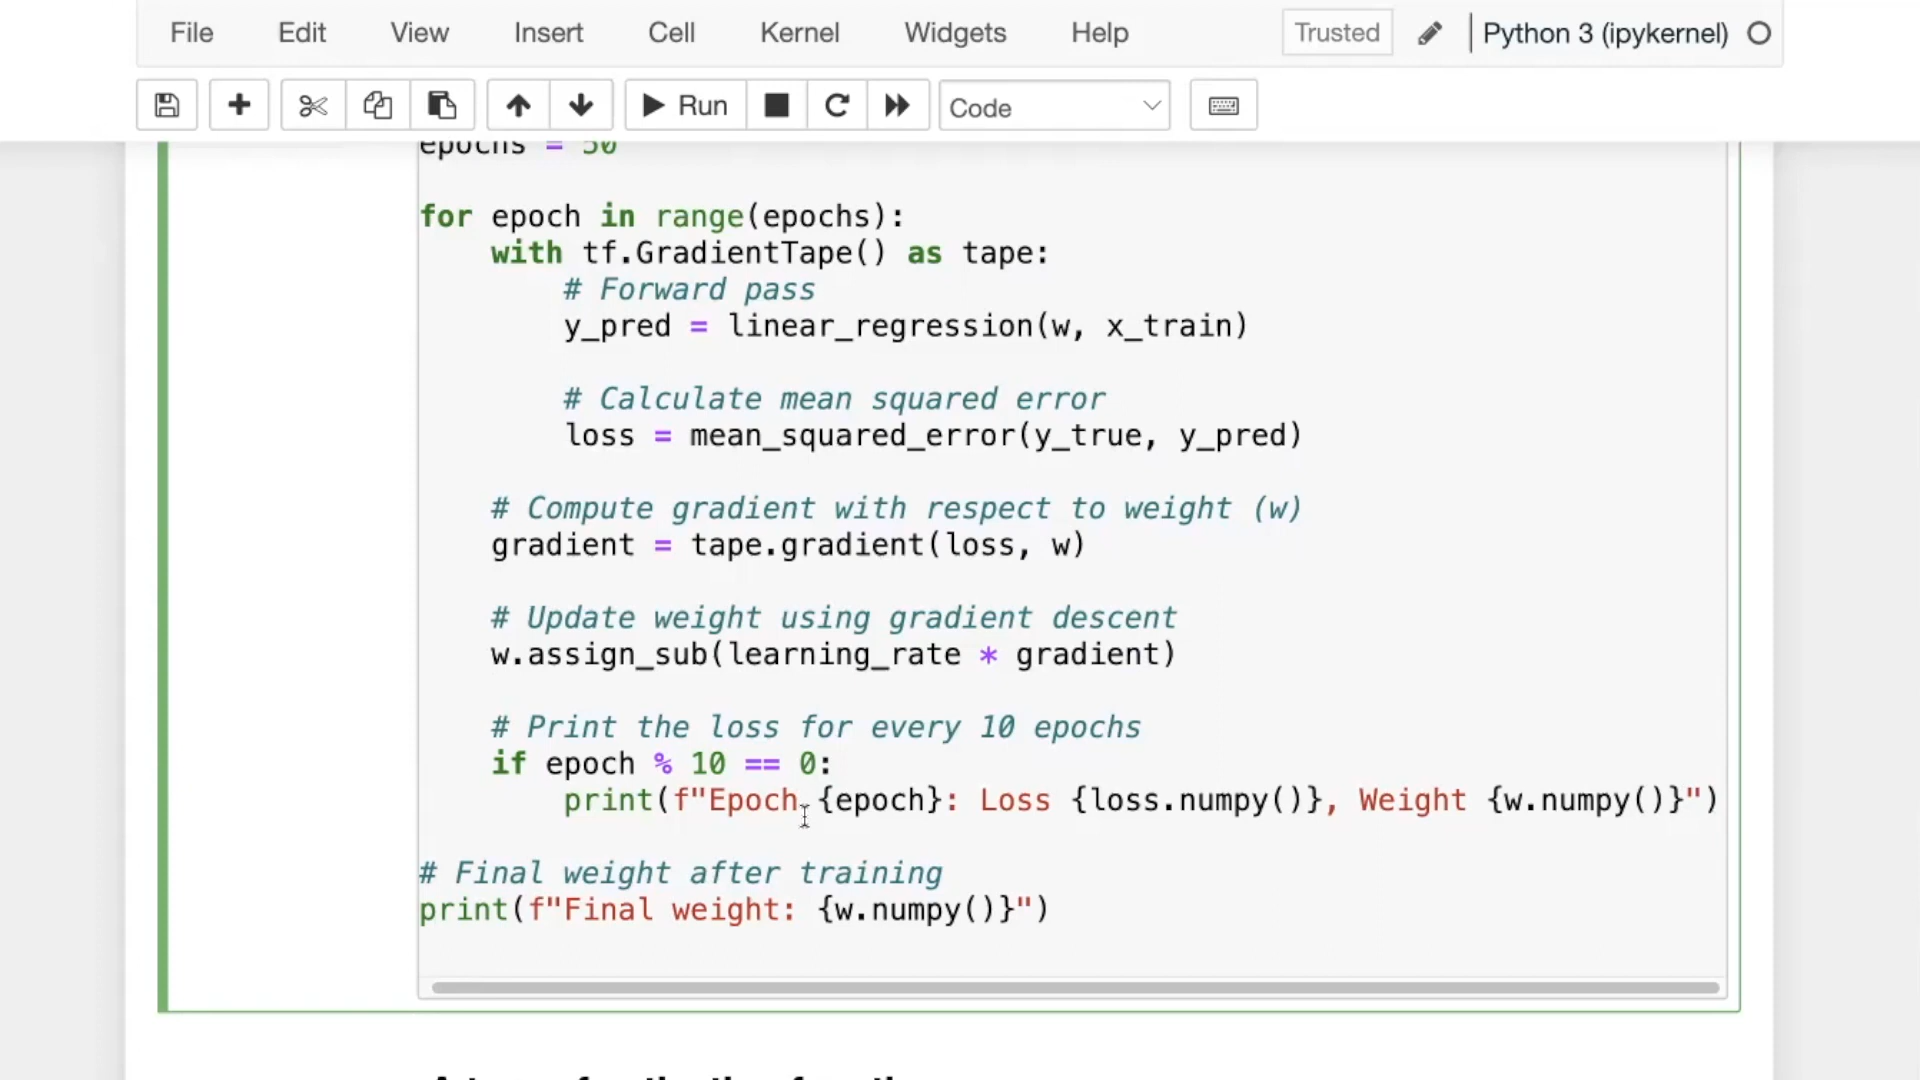 File Edit View Insert Cell Kernel Widgets Help Trusted Python 3 (ipykernel)
Run Code
epochs = 50
for epoch in range(epochs):
    with tf.GradientTape() as tape:
        # Forward pass
        y_pred = linear_regression(w, x_train)
        # Calculate mean squared error
        loss = mean_squared_error(y_true, y_pred)
    # Compute gradient with respect to weight (w)
    gradient = tape.gradient(loss, w)
    # Update weight using gradient descent
    w.assign_sub(learning_rate * gradient)
    # Print the loss for every 10 epochs
    if epoch % 10 == 0:
        print(f"Epoch {epoch}: Loss {loss.numpy()}, Weight {w.numpy()}")
# Final weight after training
print(f"Final weight: {w.numpy()}")